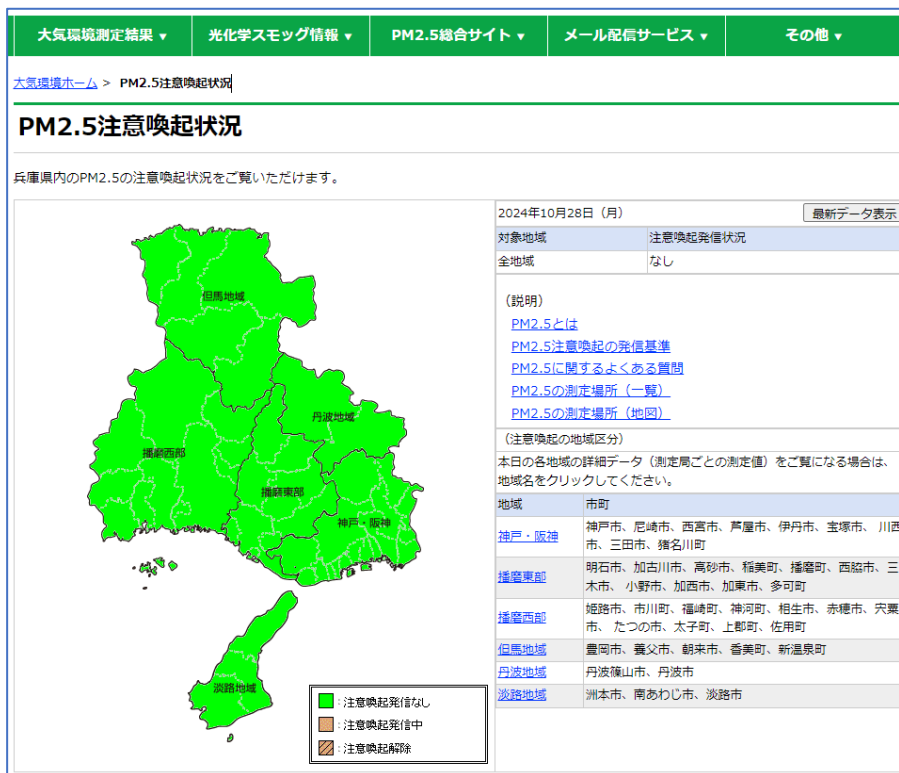 大気環境測定結果 ▼
光化学スモッグ情報 ▼
PM2.5総合サイト ▼
メール配信サービス ▼
その他 ▼
大気環境ホーム > PM2.5注意喚起状況
PM2.5注意喚起状況
兵庫県内のPM2.5の注意喚起状況をご覧いただけます。
但馬地域
丹波地域
播磨西部
播磨東部
神戸・阪神
淡路地域
:注意喚起発信なし
:注意喚起発信中
:注意喚起解除
2024年10月28日(月)
最新データ表示
対象地域 注意喚起発信状況
全地域 なし
(説明)
PM2.5とは
PM2.5注意喚起の発信基準
PM2.5に関するよくある質問
PM2.5の測定場所(一覧)
PM2.5の測定場所(地図)
(注意喚起の地域区分)
本日の各地域の詳細データ(測定局ごとの測定値)をご覧になる場合は、
地域名をクリックしてください。
地域 市町
神戸・阪神 神戸市、尼崎市、西宮市、芦屋市、伊丹市、宝塚市、 川西
市、三田市、猪名川町
播磨東部 明石市、加古川市、高砂市、稲美町、播磨町、西脇市、三
木市、 小野市、加西市、加東市、多可町
播磨西部 姫路市、市川町、福崎町、神河町、相生市、赤穂市、宍粟
市、 たつの市、太子町、上郡町、佐用町
但馬地域 豊岡市、養父市、朝来市、香美町、新温泉町
丹波地域 丹波篠山市、丹波市
淡路地域 洲本市、南あわじ市、淡路市